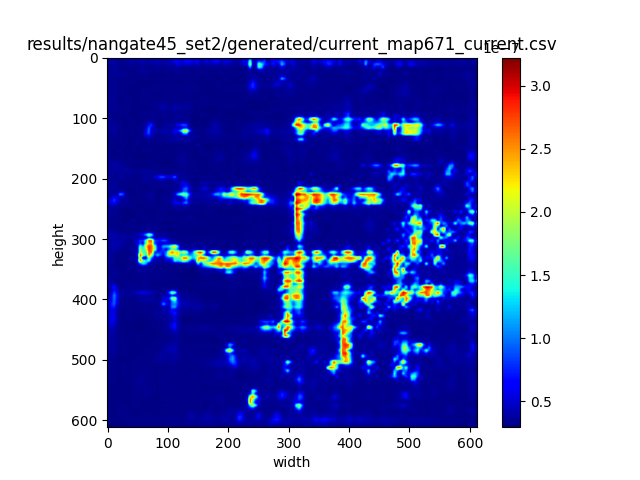 results/nangate45_set2/generated/current_map671_current.csv
1e−7
0
100
200
300
400
500
600
height
0 100 200 300 400 500 600
width
3.0
2.5
2.0
1.5
1.0
0.5